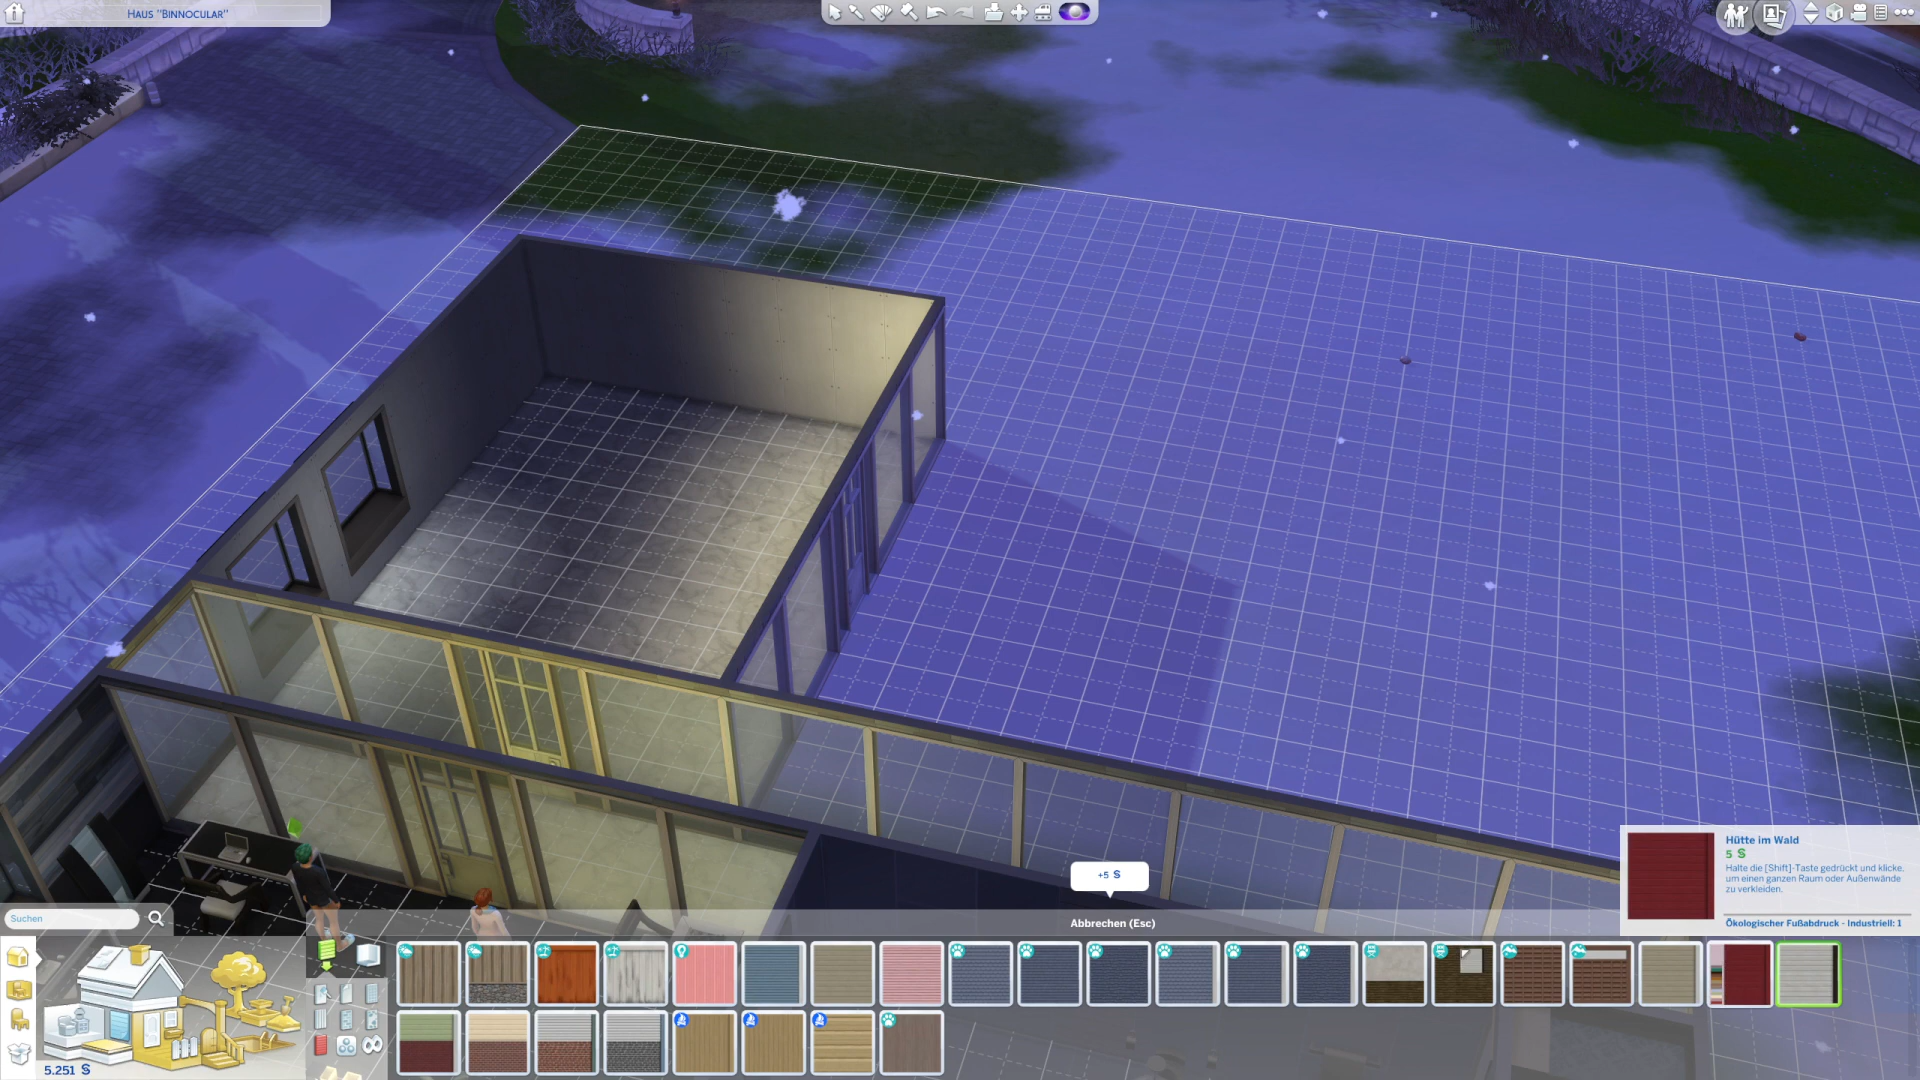 HAUS "BINNOCULAR"
Hütte im Wald
5 S
Halte die [Shift]-Taste gedrückt und klicke,
um einen ganzen Raum oder Außenwände
zu verkleiden.
Ökologischer Fußabdruck - Industriell: 1
+5 S
Abbrechen (Esc)
Suchen
5.251 S